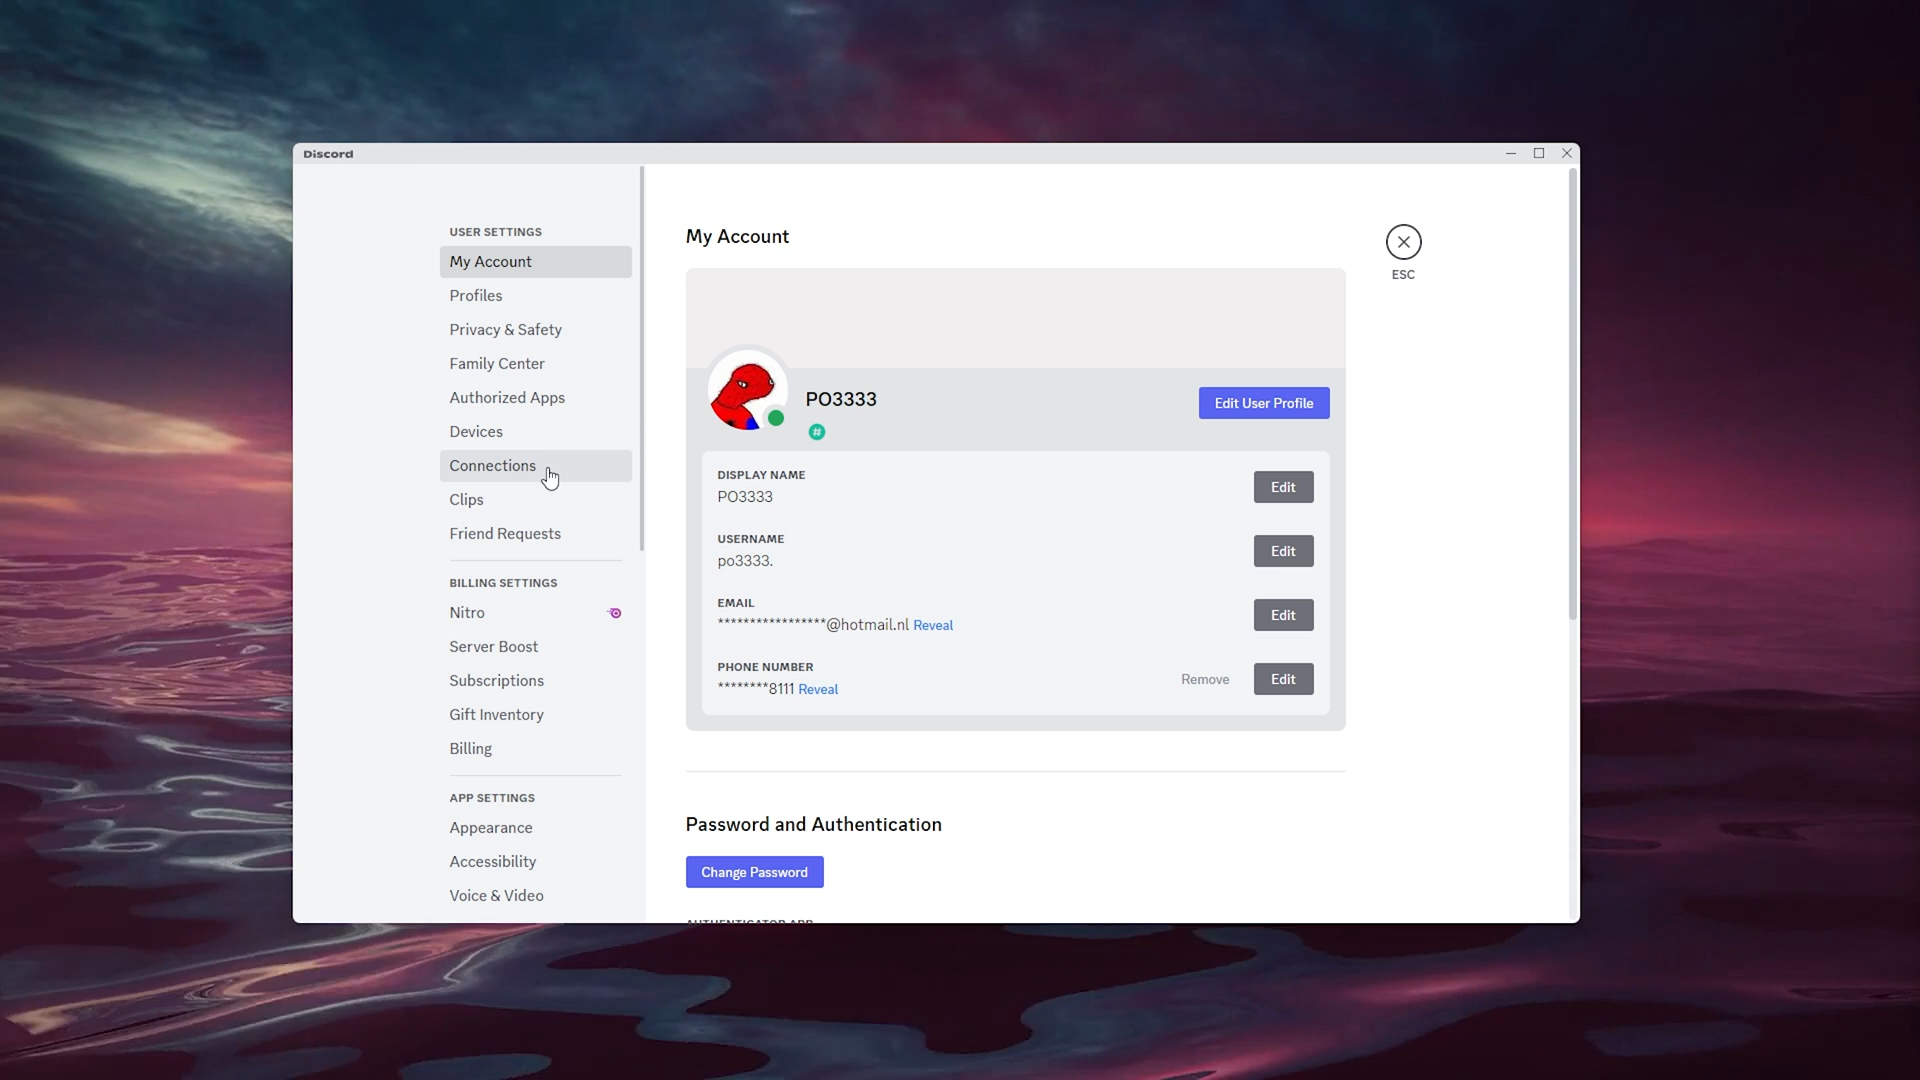 Discord
USER SETTINGS
My Account
Profiles
Privacy & Safety
Family Center
Authorized Apps
Devices
Connections
Clips
Friend Requests
BILLING SETTINGS
Nitro
Server Boost
Subscriptions
Gift Inventory
Billing
APP SETTINGS
Appearance
Accessibility
Voice & Video
My Account
ESC
PO3333
#
Edit User Profile
DISPLAY NAME
PO3333
Edit
USERNAME
po3333.
Edit
EMAIL
*****************@hotmail.nl Reveal
Edit
PHONE NUMBER
********8111 Reveal
Remove
Edit
Password and Authentication
Change Password
AUTHENTICATOR APP